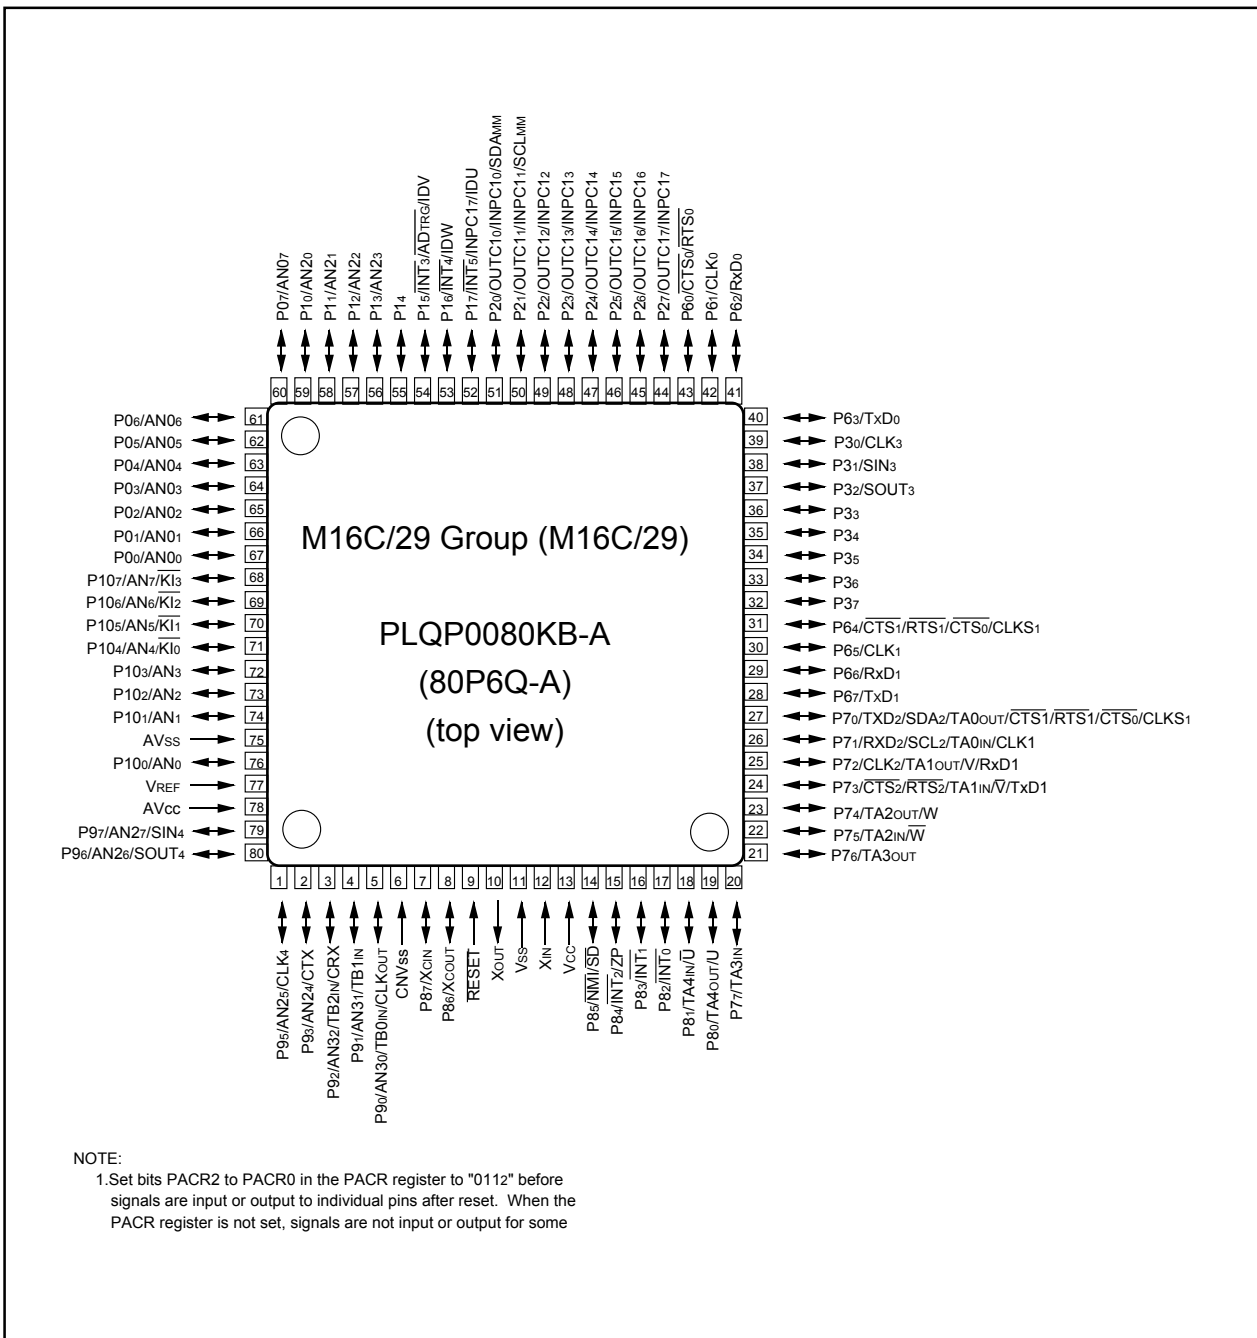 P07/AN07
P10/AN20
P11/AN21
P12/AN22
P13/AN23
P14
P15/INT3/ADTRG/IDV
P16/INT4/IDW
P17/INT5/INPC17/IDU
P20/OUTC10/INPC10/SDAMM
P21/OUTC11/INPC11/SCLMM
P22/OUTC12/INPC12
P23/OUTC13/INPC13
P24/OUTC14/INPC14
P25/OUTC15/INPC15
P26/OUTC16/INPC16
P27/OUTC17/INPC17
P60/CTS0/RTS0
P61/CLK0
P62/RxD0
60 59 58 57 56 55 54 53 52 51 50 49 48 47 46 45 44 43 42 41
P06/AN06 61
P05/AN05 62
P04/AN04 63
P03/AN03 64
P02/AN02 65
P01/AN01 66
P00/AN00 67
P107/AN7/KI3 68
P106/AN6/KI2 69
P105/AN5/KI1 70
P104/AN4/KI0 71
P103/AN3 72
P102/AN2 73
P101/AN1 74
AVSS 75
P100/AN0 76
VREF 77
AVCC 78
P97/AN27/SIN4 79
P96/AN26/SOUT4 80
M16C/29 Group (M16C/29)
PLQP0080KB-A
(80P6Q-A)
(top view)
40 P63/TxD0
39 P30/CLK3
38 P31/SIN3
37 P32/SOUT3
36 P33
35 P34
34 P35
33 P36
32 P37
31 P64/CTS1/RTS1/CTS0/CLKS1
30 P65/CLK1
29 P66/RxD1
28 P67/TxD1
27 P70/TXD2/SDA2/TA0OUT/CTS1/RTS1/CTS0/CLKS1
26 P71/RXD2/SCL2/TA0IN/CLK1
25 P72/CLK2/TA1OUT/V/RxD1
24 P73/CTS2/RTS2/TA1IN/V/TxD1
23 P74/TA2OUT/W
22 P75/TA2IN/W
21 P76/TA3OUT
1 2 3 4 5 6 7 8 9 10 11 12 13 14 15 16 17 18 19 20
P95/AN25/CLK4
P93/AN24/CTX
P92/AN32/TB2IN/CRX
P91/AN31/TB1IN
P90/AN30/TB0IN/CLKOUT
CNVSS
P87/XCIN
P86/XCOUT
RESET
XOUT
VSS
XIN
VCC
P85/NMI/SD
P84/INT2/ZP
P83/INT1
P82/INT0
P81/TA4IN/U
P80/TA4OUT/U
P77/TA3IN
NOTE:
1.Set bits PACR2 to PACR0 in the PACR register to "0112" before
signals are input or output to individual pins after reset. When the
PACR register is not set, signals are not input or output for some